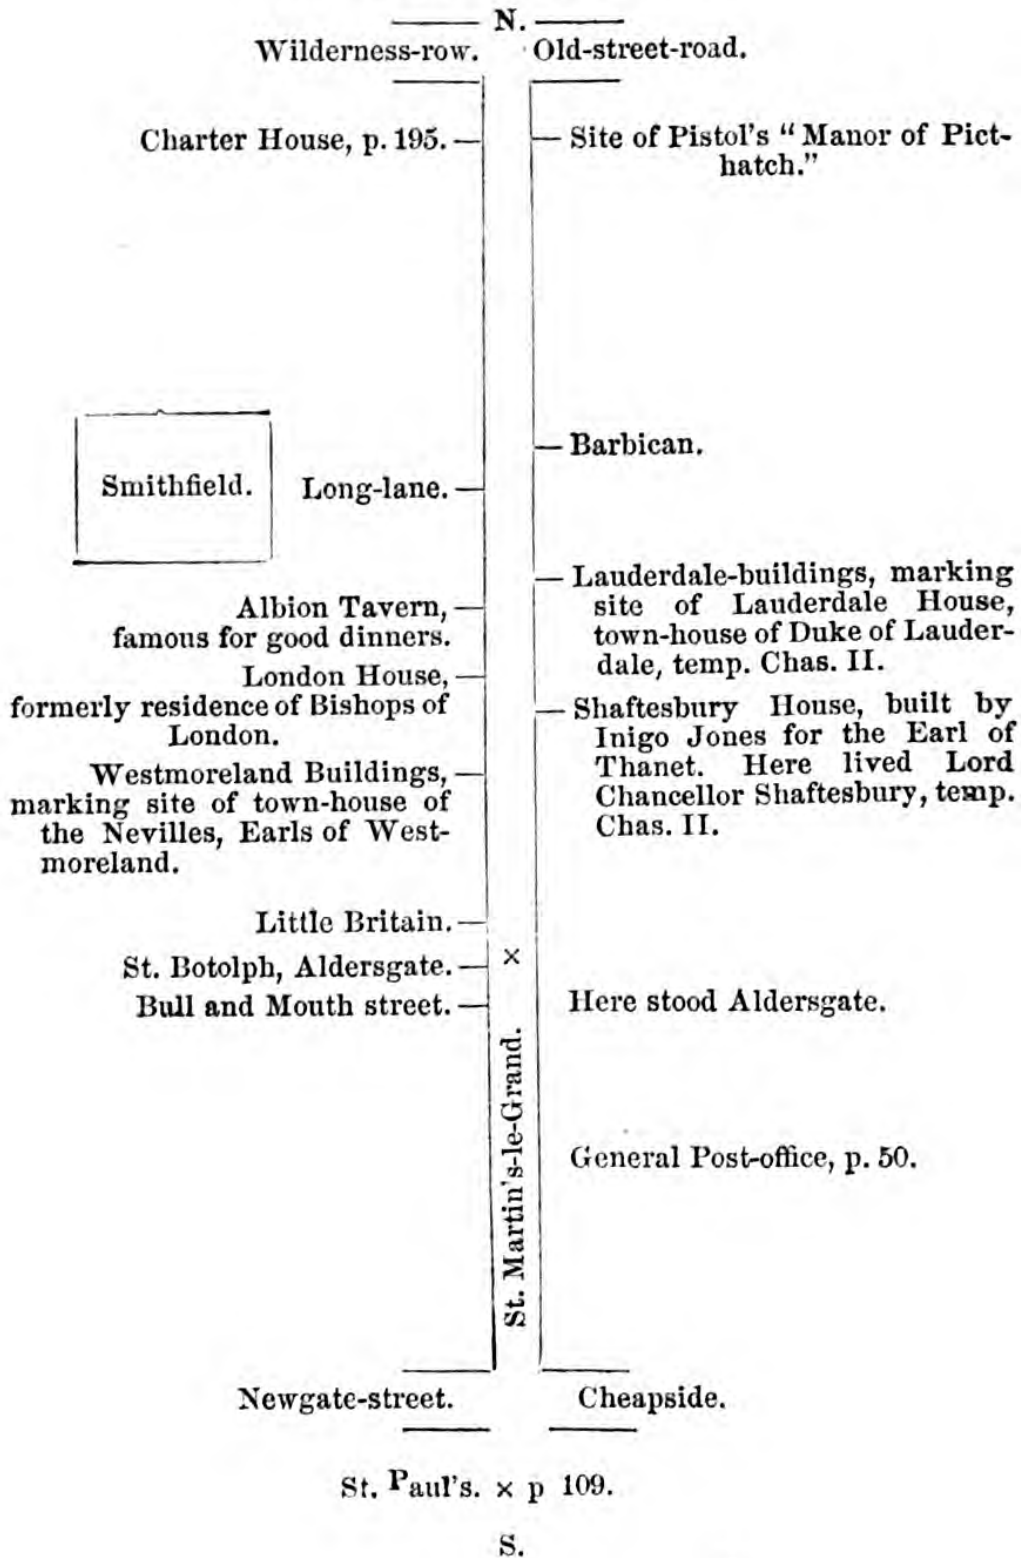 N.
Wilderness-row. Old-street-road.
Charter House, p. 195.
Site of Pistol's "Manor of Pict-
hatch."
Barbican.
Smithfield. Long-lane.
Lauderdale-buildings, marking
site of Lauderdale House,
town-house of Duke of Lauder-
dale, temp. Chas. II.
Albion Tavern,
famous for good dinners.
London House,
formerly residence of Bishops of
London.
Shaftesbury House, built by
Inigo Jones for the Earl of
Thanet. Here lived Lord
Chancellor Shaftesbury, temp.
Chas. II.
Westmoreland Buildings,
marking site of town-house of
the Nevilles, Earls of West-
moreland.
Little Britain.
St. Botolph, Aldersgate. ×
Bull and Mouth street.
Here stood Aldersgate.
St. Martin's-le-Grand.
General Post-office, p. 50.
Newgate-street. Cheapside.
St. Paul's. × p 109.
S.